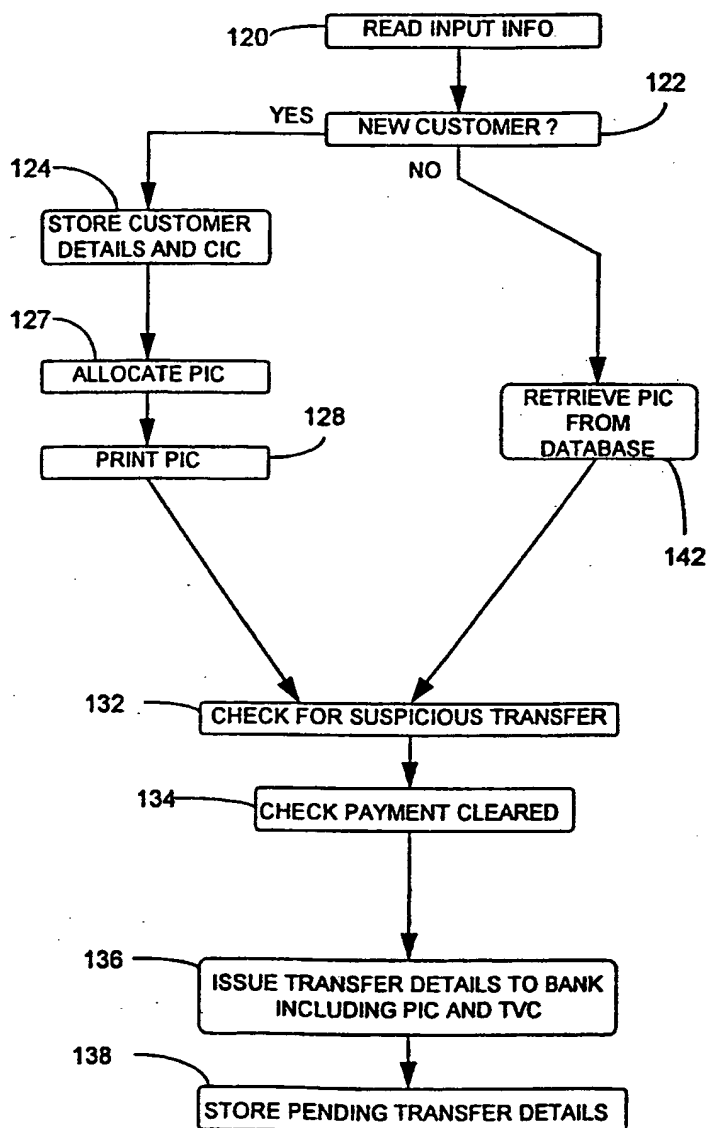 120
READ INPUT INFO
122
YES
NEW CUSTOMER ?
NO
124
STORE CUSTOMER
DETAILS AND CIC
127
ALLOCATE PIC
128
PRINT PIC
RETRIEVE PIC
FROM
DATABASE
142
132
CHECK FOR SUSPICIOUS TRANSFER
134
CHECK PAYMENT CLEARED
136
ISSUE TRANSFER DETAILS TO BANK
INCLUDING PIC AND TVC
138
STORE PENDING TRANSFER DETAILS